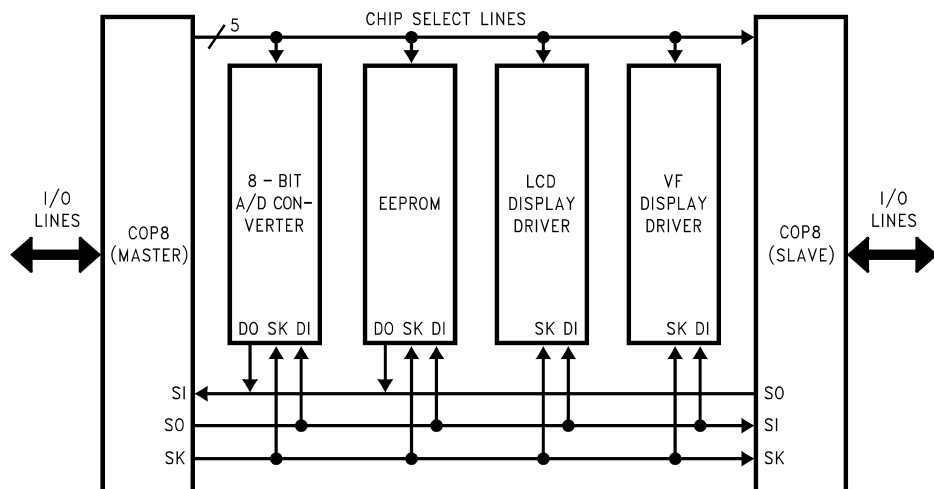 CHIP SELECT LINES
5
I/O
LINES
COP8
(MASTER)
8 - BIT
A/D CON-
VERTER
EEPROM
LCD
DISPLAY
DRIVER
VF
DISPLAY
DRIVER
COP8
(SLAVE)
I/O
LINES
DO SK DI
DO SK DI
SK DI
SK DI
SI
SO
SO
SI
SK
SK